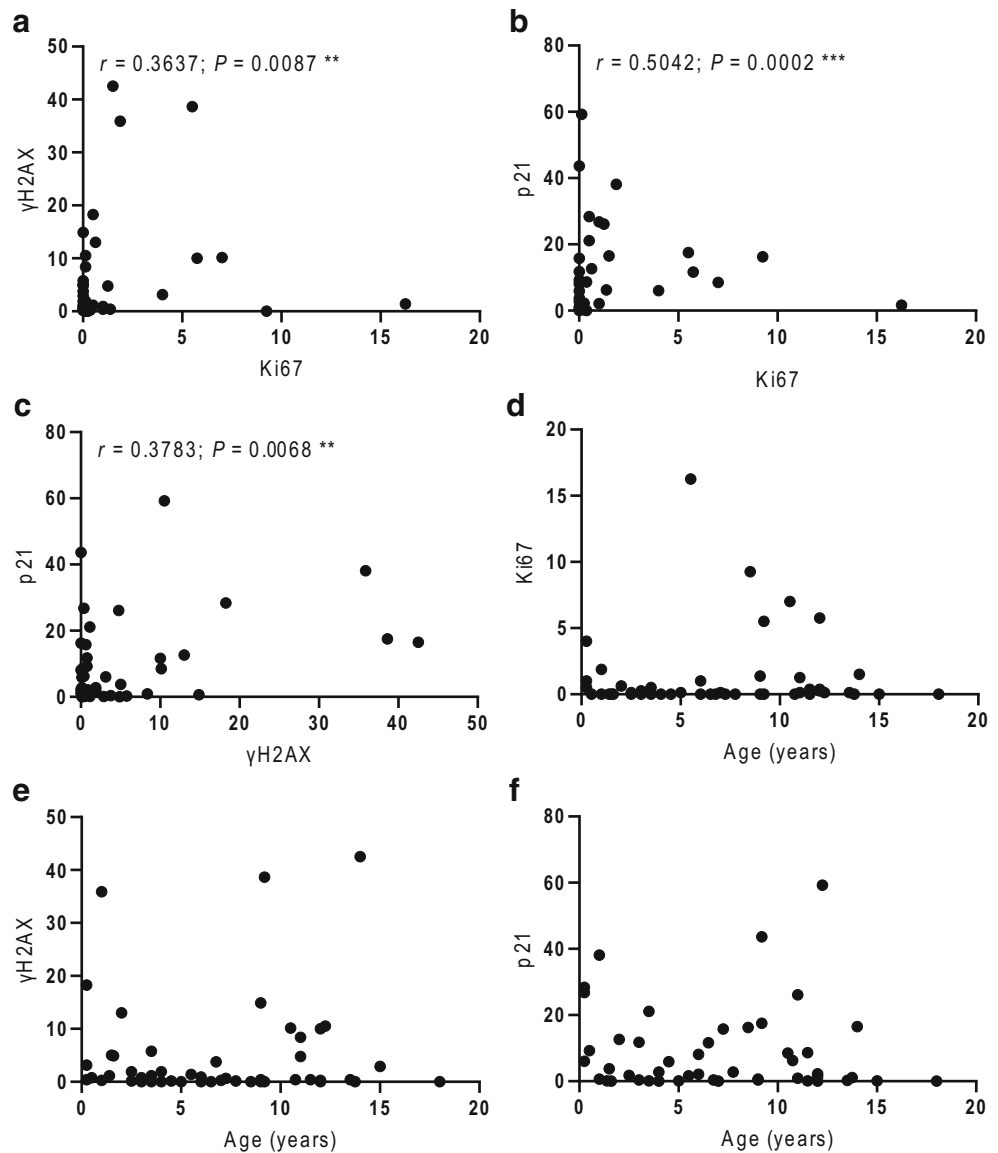 a
r = 0.3637; P = 0.0087 **
γH2AX
50
40
30
20
10
0
0 5 10 15 20
Ki67
b
r = 0.5042; P = 0.0002 ***
p21
80
60
40
20
0
0 5 10 15 20
Ki67
c
r = 0.3783; P = 0.0068 **
p21
80
60
40
20
0
0 10 20 30 40 50
γH2AX
d
Ki67
20
15
10
5
0
0 5 10 15 20
Age (years)
e
γH2AX
50
40
30
20
10
0
0 5 10 15 20
Age (years)
f
p21
80
60
40
20
0
0 5 10 15 20
Age (years)